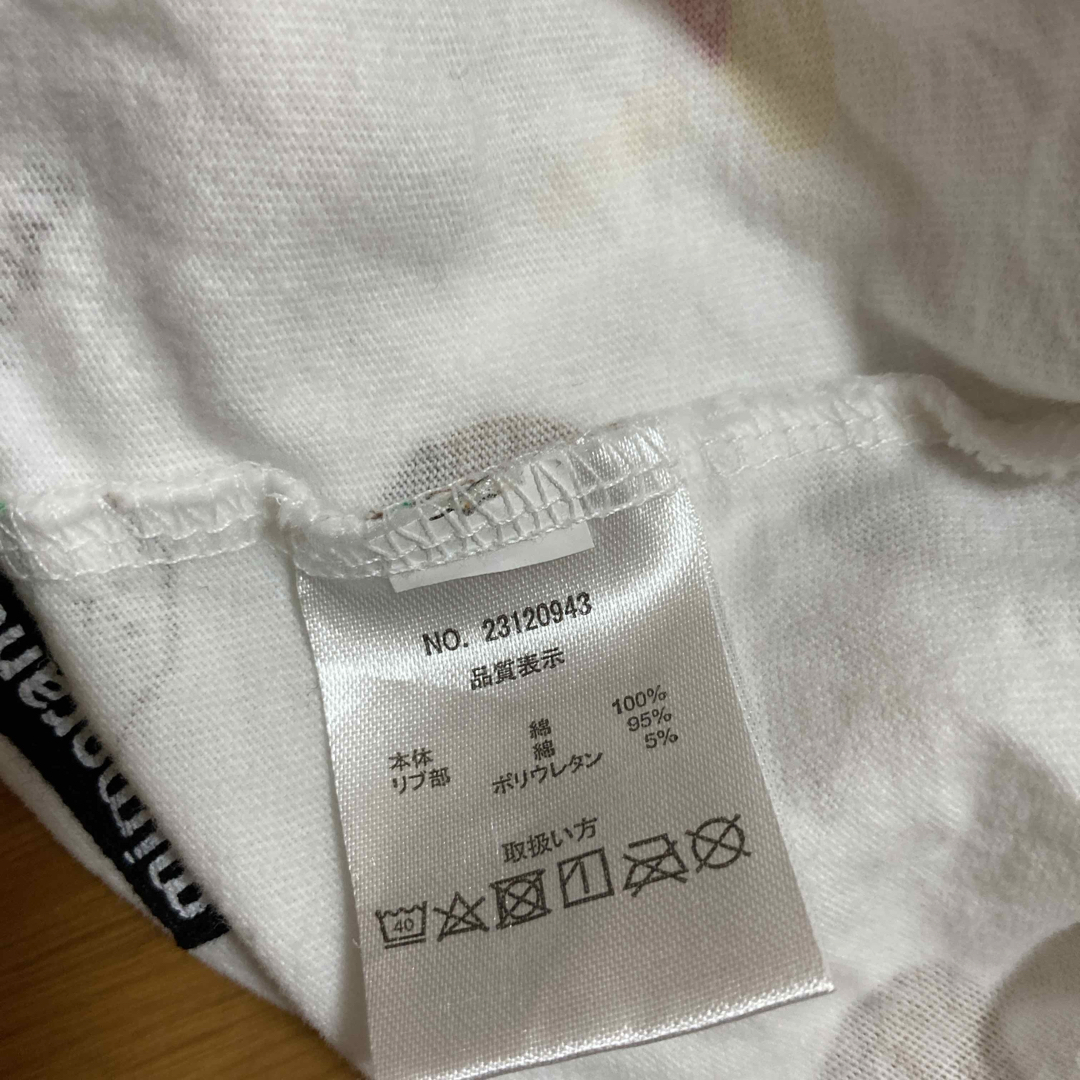 NO. 23120943
品質表示
本体 綿 100%
リブ部 綿 95%
ポリウレタン 5%
取扱い方
40
minoran